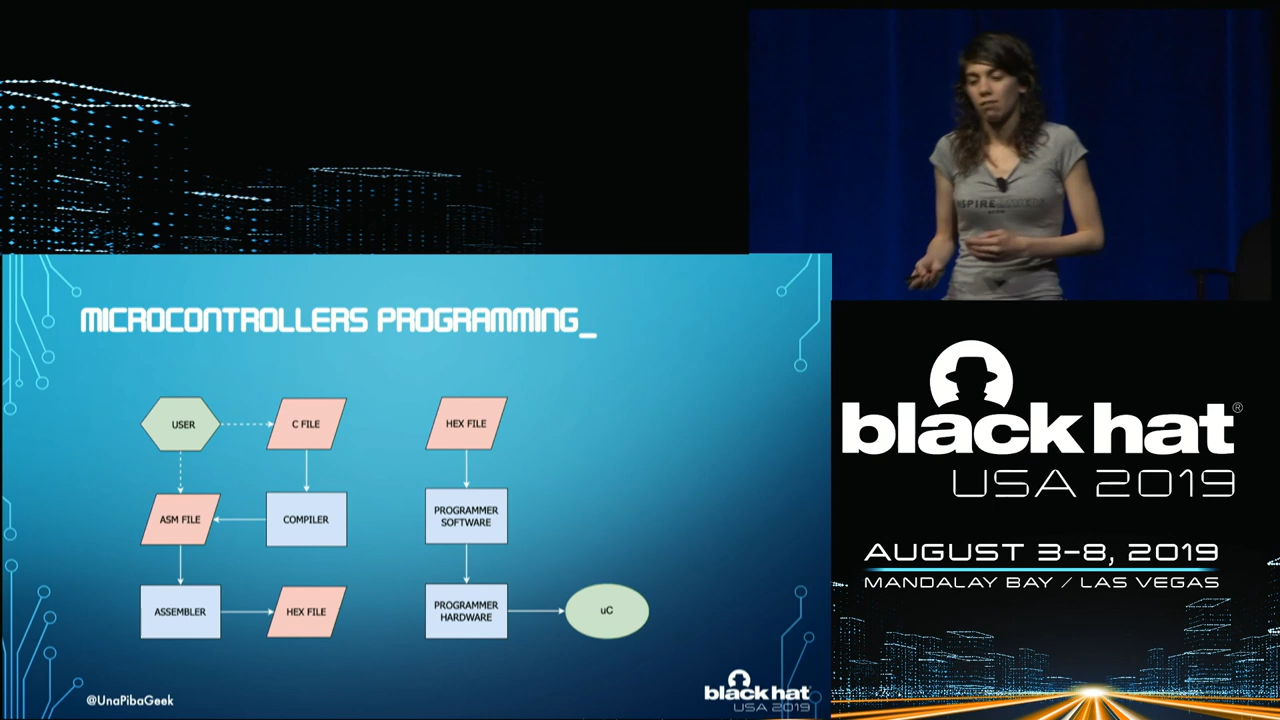 MICROCONTROLLERS PROGRAMMING_
USER
C FILE
HEX FILE
ASM FILE
COMPILER
PROGRAMMER
SOFTWARE
ASSEMBLER
HEX FILE
PROGRAMMER
HARDWARE
uC
@UnaPibaGeek
black hat
USA 2019
black hat®
USA 2019
AUGUST 3-8, 2019
MANDALAY BAY / LAS VEGAS